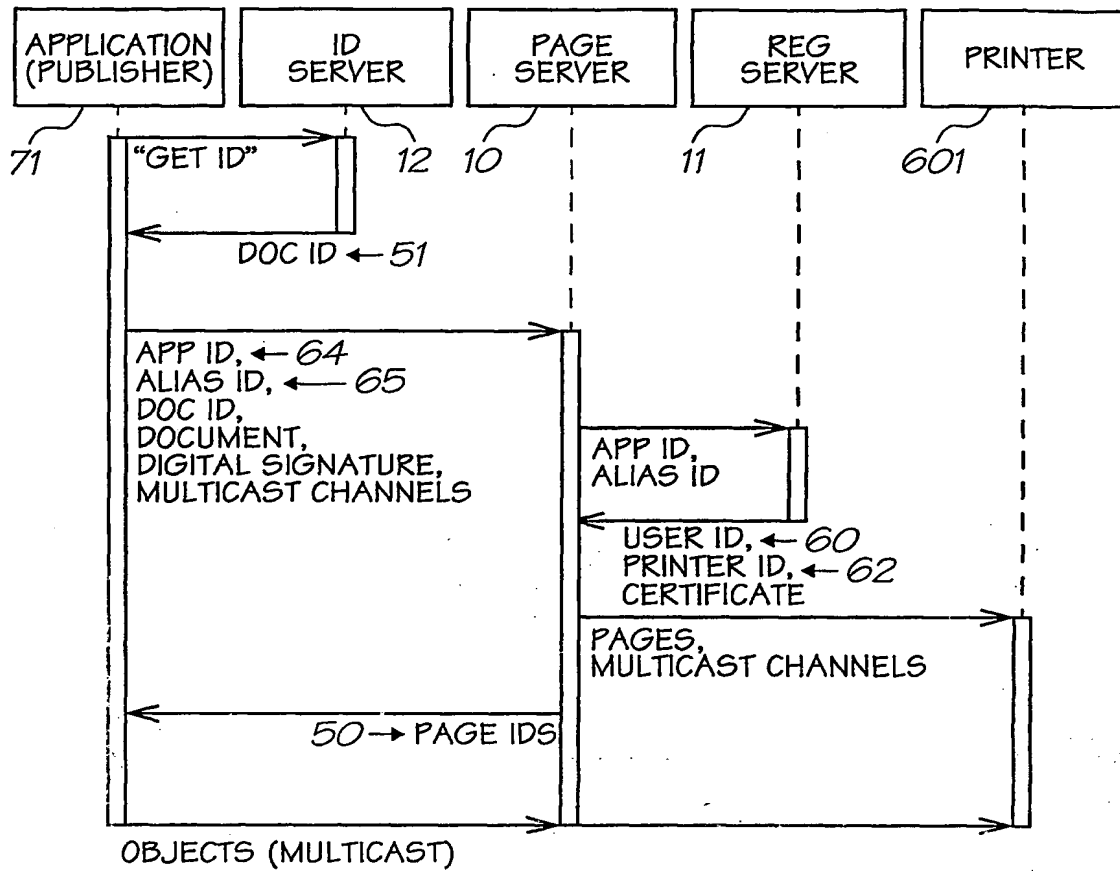 APPLICATION
(PUBLISHER)
ID
SERVER
PAGE
SERVER
REG
SERVER
PRINTER
71
12
10
11
601
"GET ID"
DOC ID ← 51
APP ID, ← 64
ALIAS ID, ← 65
DOC ID,
DOCUMENT,
DIGITAL SIGNATURE,
MULTICAST CHANNELS
APP ID,
ALIAS ID
USER ID, ← 60
PRINTER ID, ← 62
CERTIFICATE
PAGES,
MULTICAST CHANNELS
50 → PAGE IDS
OBJECTS (MULTICAST)